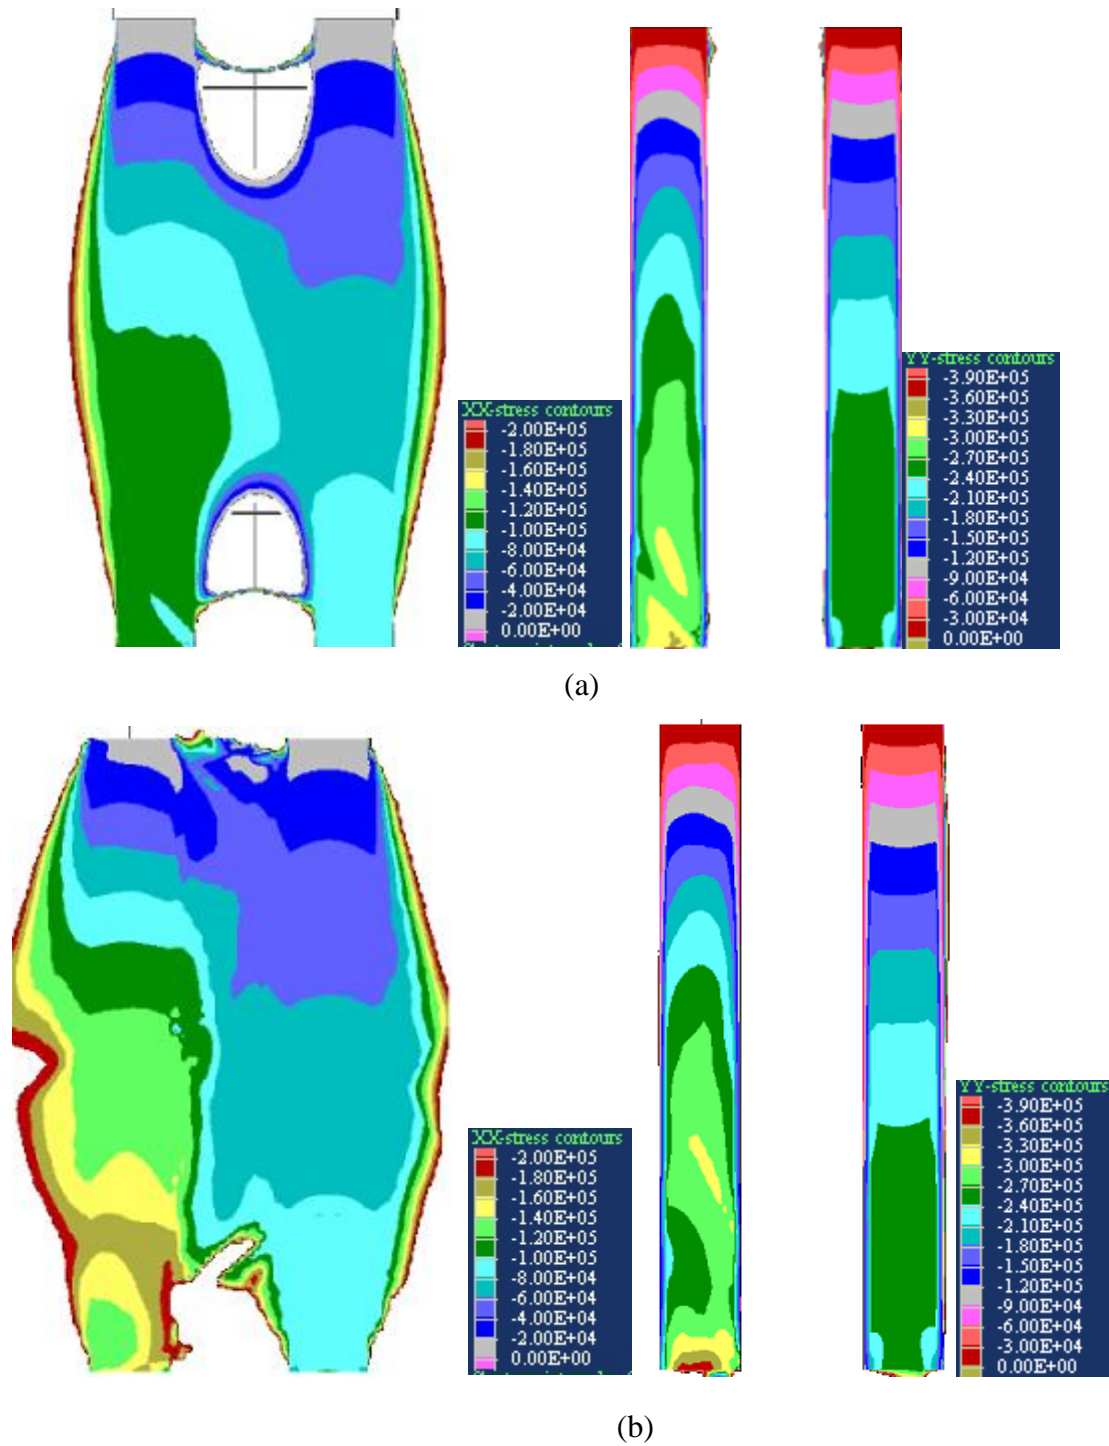 XX-stress contours
-2.00E+05
-1.80E+05
-1.60E+05
-1.40E+05
-1.20E+05
-1.00E+05
-8.00E+04
-6.00E+04
-4.00E+04
-2.00E+04
0.00E+00
YY-stress contours
-3.90E+05
-3.60E+05
-3.30E+05
-3.00E+05
-2.70E+05
-2.40E+05
-2.10E+05
-1.80E+05
-1.50E+05
-1.20E+05
-9.00E+04
-6.00E+04
-3.00E+04
0.00E+00
(a)
XX-stress contours
-2.00E+05
-1.80E+05
-1.60E+05
-1.40E+05
-1.20E+05
-1.00E+05
-8.00E+04
-6.00E+04
-4.00E+04
-2.00E+04
0.00E+00
YY-stress contours
-3.90E+05
-3.60E+05
-3.30E+05
-3.00E+05
-2.70E+05
-2.40E+05
-2.10E+05
-1.80E+05
-1.50E+05
-1.20E+05
-9.00E+04
-6.00E+04
-3.00E+04
0.00E+00
(b)